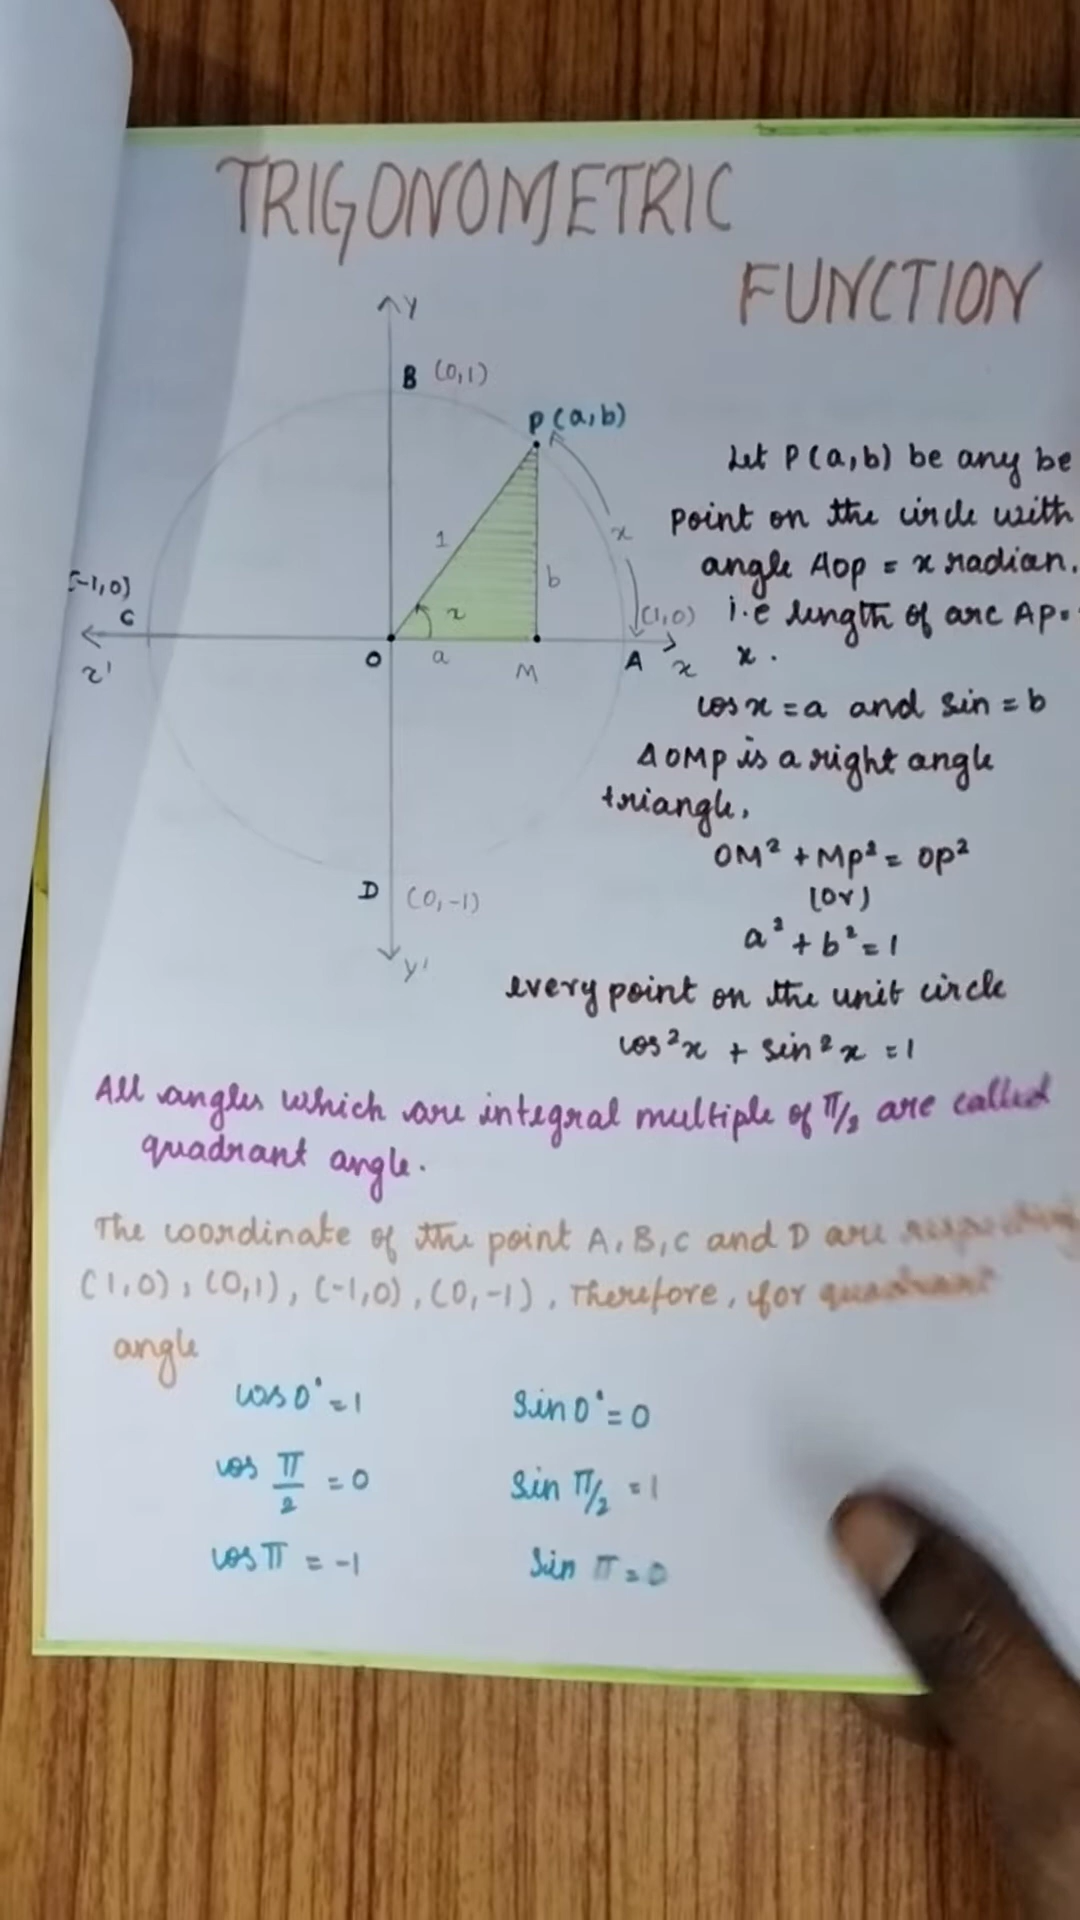 TRIGONOMETRIC
FUNCTION
Y
B (0,1)
P(a,b)
1
x
b
x
(-1,0)
C
(1,0)
x'
O
a
M
A
x
D (0,-1)
Y'
Let P(a,b) be any be
point on the circle with
angle AOP = x radian.
i.e length of arc AP =
x.
cos x = a and sin = b
ΔOMP is a right angle
triangle,
OM² + MP² = OP²
(Or)
a² + b² = 1
every point on the unit circle
cos²x + sin²x = 1
All angles which are integral multiple of π/2 are called
quadrant angle.
The coordinate of the point A, B, C and D are
(1,0), (0,1), (-1,0), (0,-1), Therefore, for quadrant
angle
cos 0° = 1 sin 0° = 0
cos π/2 = 0 sin π/2 = 1
cos π = -1 sin π = 0